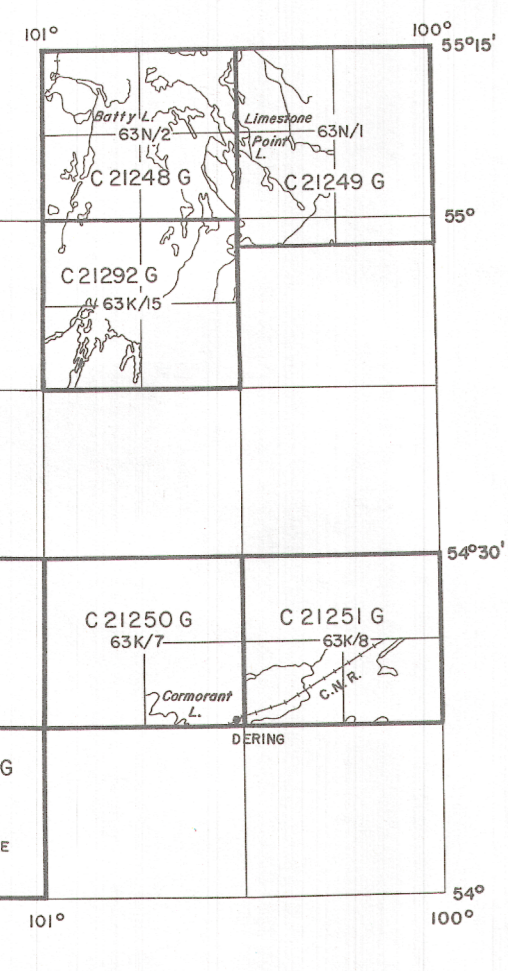 101°
100°
55°15'
Batty L.
63N/2
Limestone
Point
L.
63N/1
C 21248 G
C 21249 G
55°
C 21292 G
63K/15
54°30'
C 21250 G
C 21251 G
63K/7
63K/8
Cormorant
L.
C.N.R.
DERING
G
E
54°
101°
100°